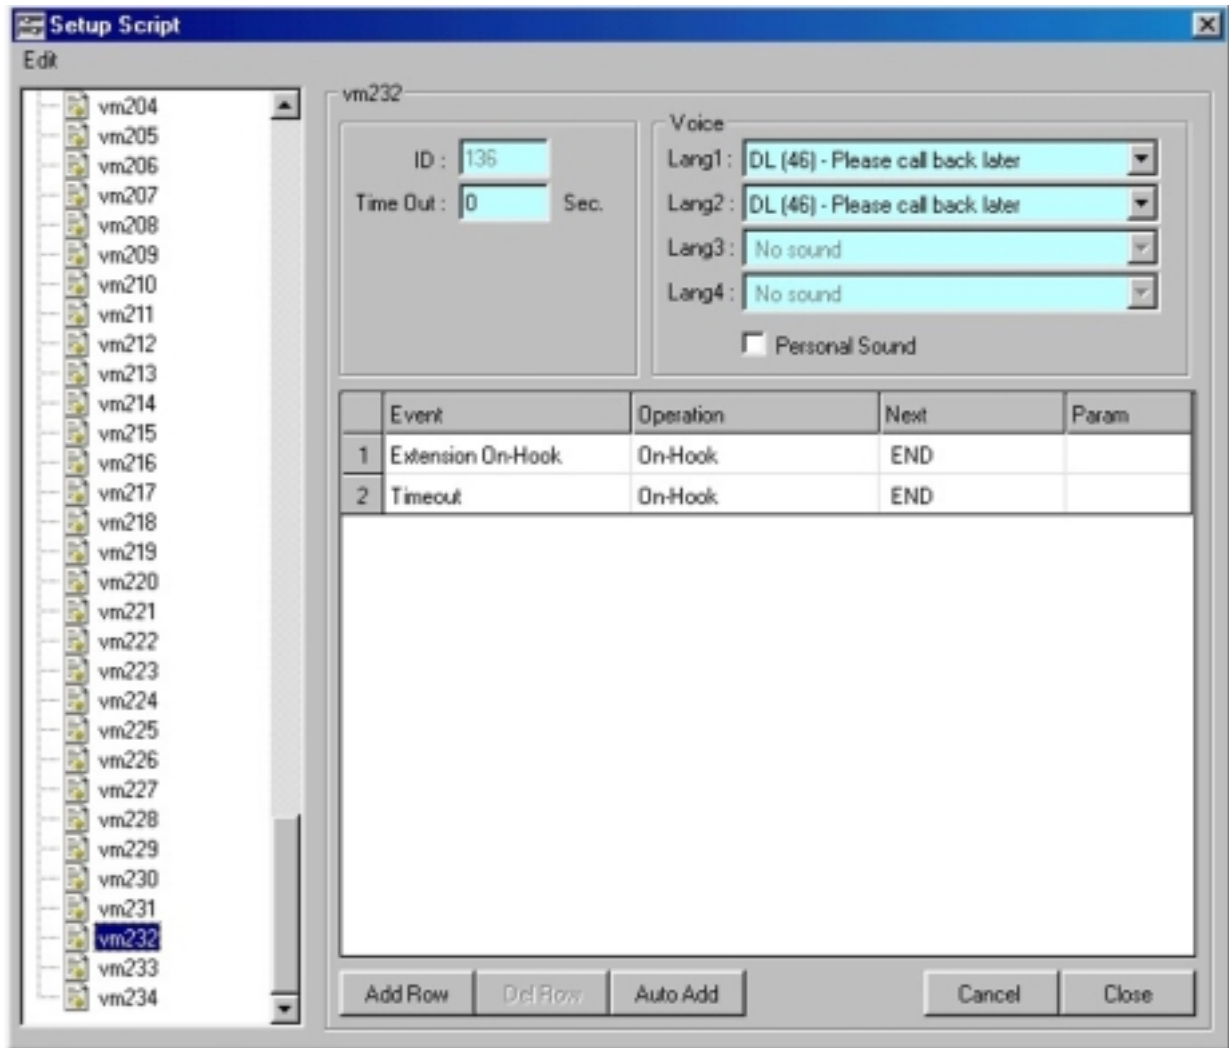 Setup Script
Edit
vm204
vm205
vm206
vm207
vm208
vm209
vm210
vm211
vm212
vm213
vm214
vm215
vm216
vm217
vm218
vm219
vm220
vm221
vm222
vm223
vm224
vm225
vm226
vm227
vm228
vm229
vm230
vm231
vm232
vm233
vm234
vm232
ID : 136
Time Out : 0 Sec.
Voice
Lang1 : DL (46) - Please call back later
Lang2 : DL (46) - Please call back later
Lang3 : No sound
Lang4 : No sound
Personal Sound
Event Operation Next Param
1 Extension On-Hook On-Hook END
2 Timeout On-Hook END
Add Row Del Row Auto Add Cancel Close